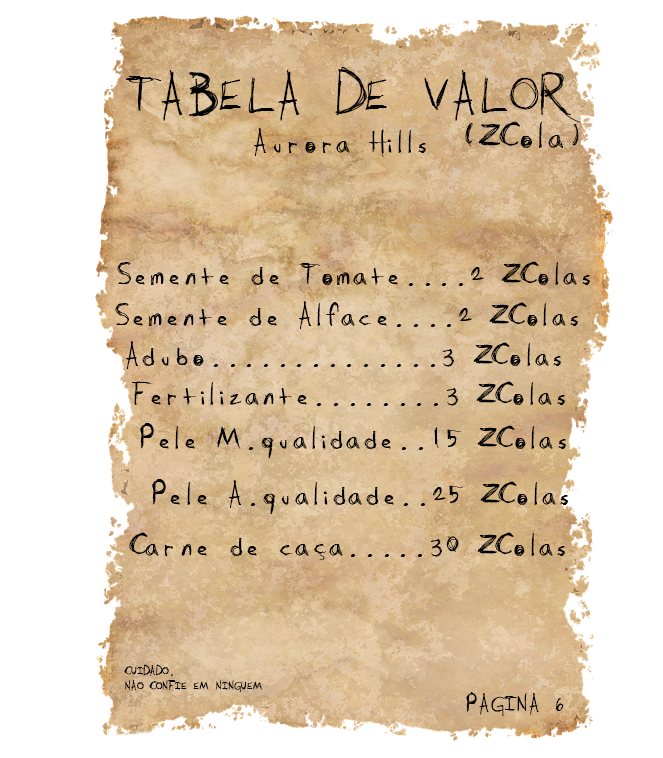 TABELA DE VALOR
(ZCola)
Aurora Hills
Semente de Tomate....2 ZColas
Semente de Alface....2 ZColas
Adubo..............3 ZColas
Fertilizante........3 ZColas
Pele M.qualidade..15 ZColas
Pele A.qualidade..25 ZColas
Carne de caça.....30 ZColas
CUIDADO,
NÃO CONFIE EM NINGUEM
PAGINA 6